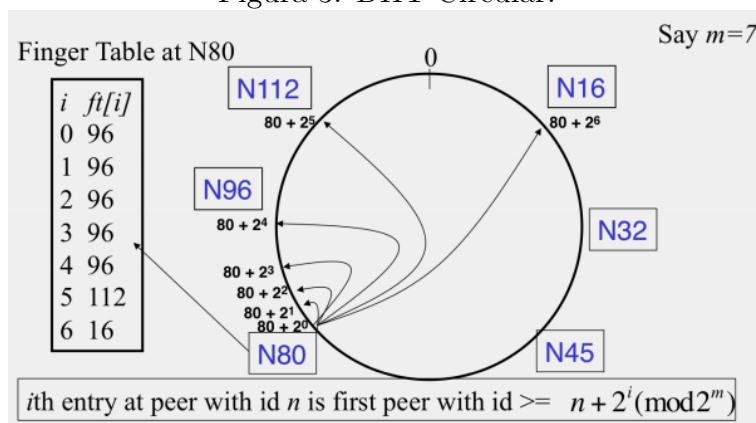 Figura 3: DHT Circular.
Say m=7
Finger Table at N80
0
i ft[i]
0 96
1 96
2 96
3 96
4 96
5 112
6 16
N112
N16
80 + 2⁵
80 + 2⁶
N96
80 + 2⁴
N32
80 + 2³
80 + 2²
80 + 2¹
80 + 2⁰
N80
N45
ith entry at peer with id n is first peer with id >= n + 2ⁱ(mod2ᵐ)